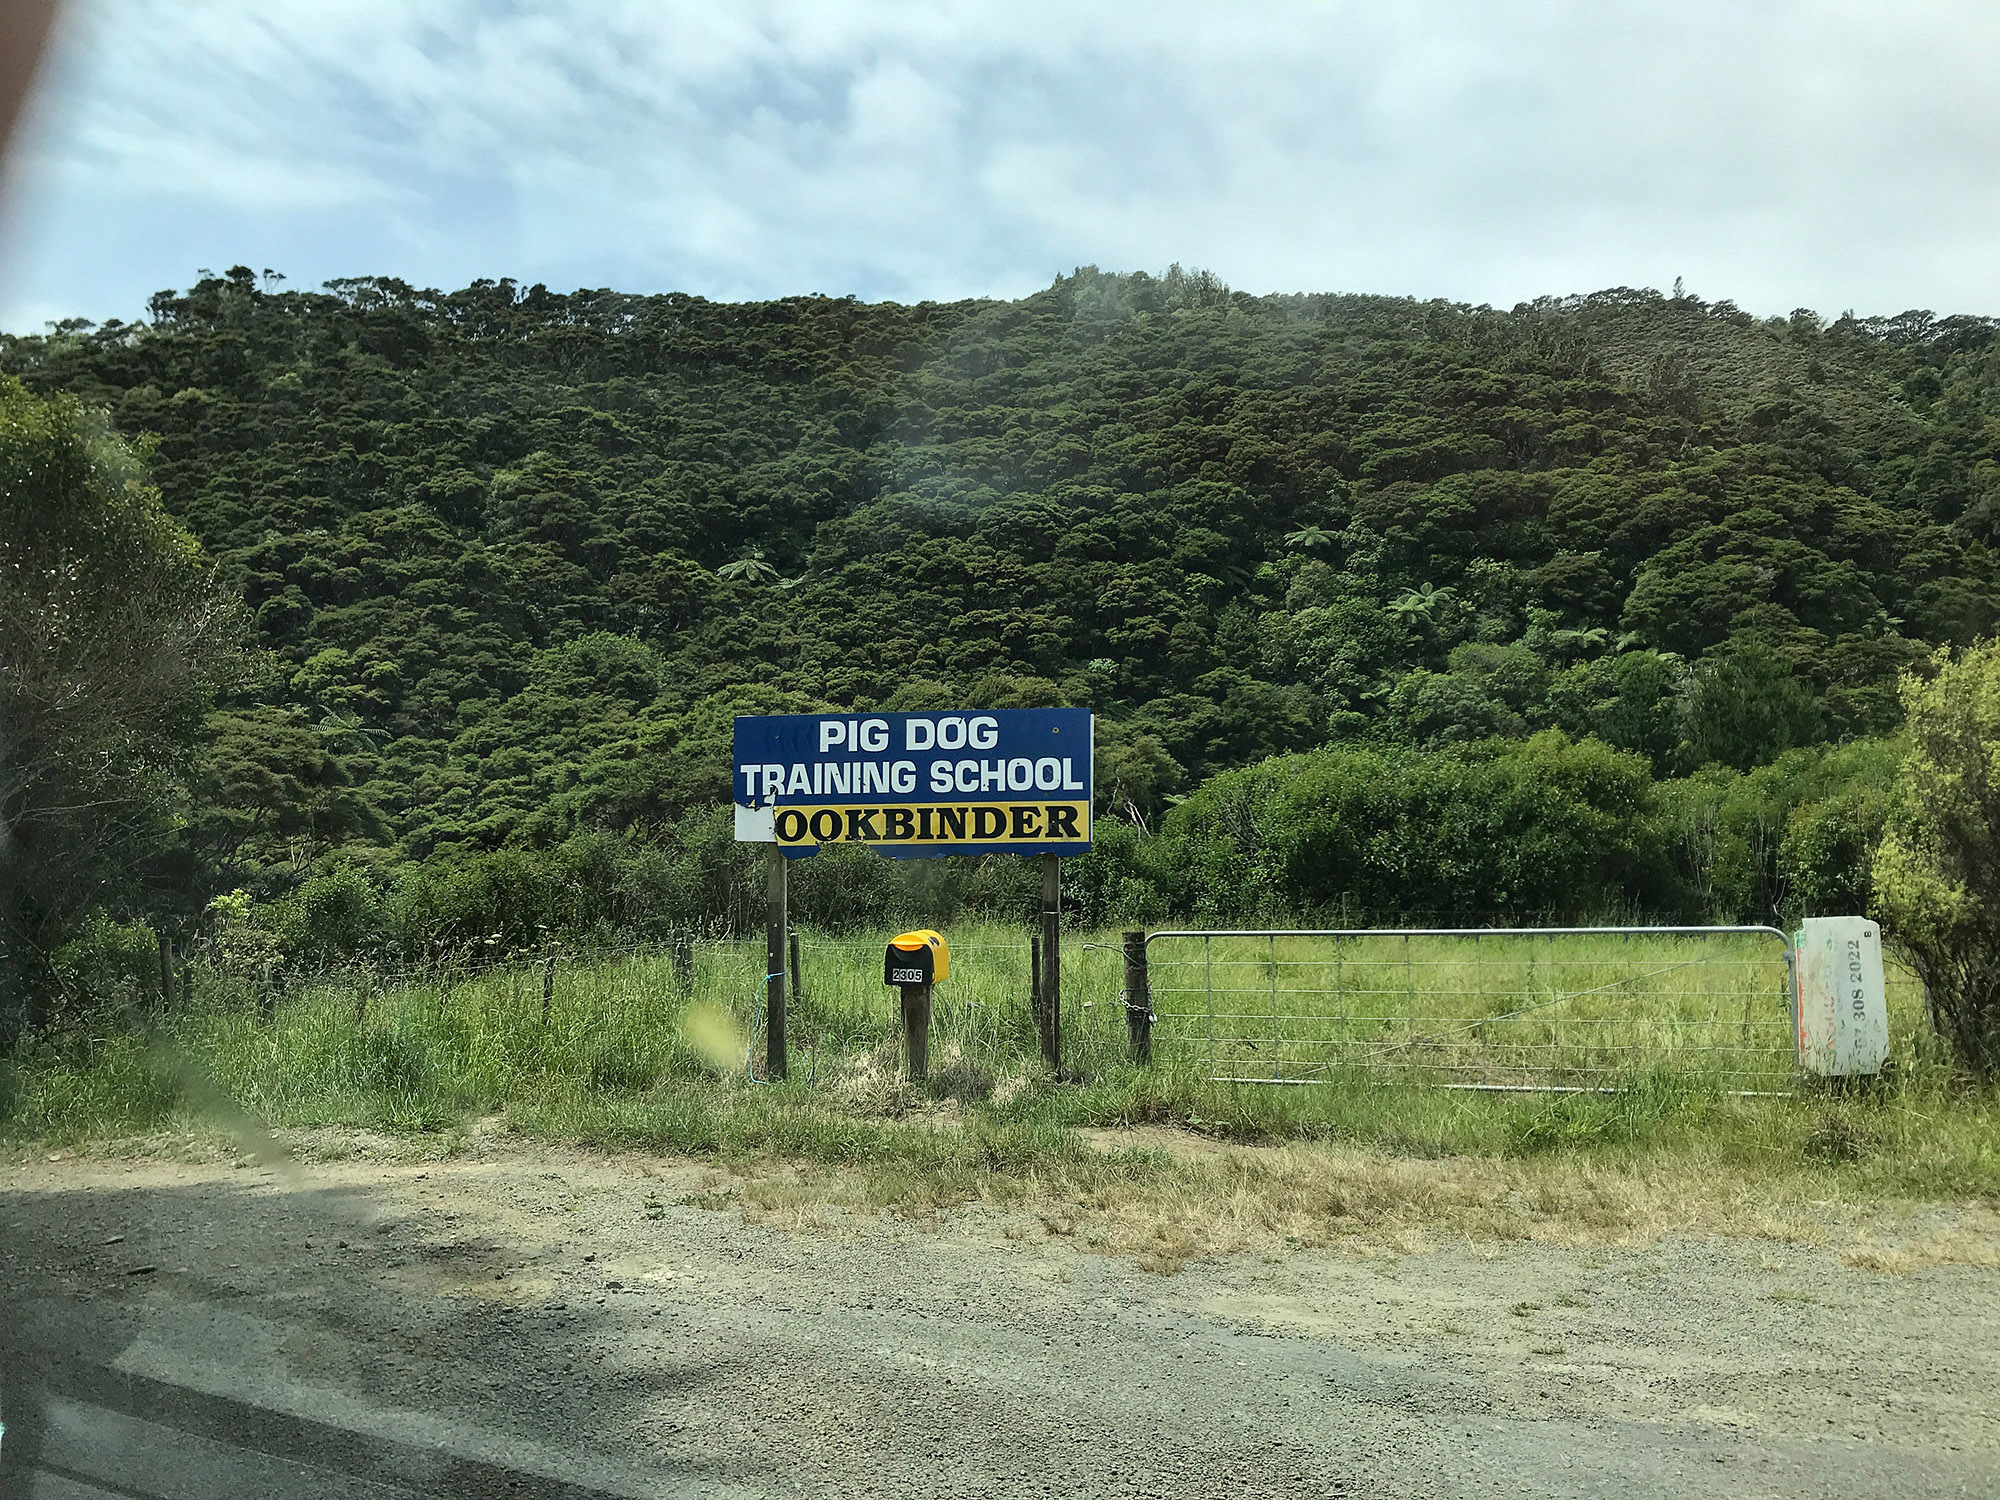 PIG DOG
TRAINING SCHOOL
OOKBINDER
2305
308 2022
B